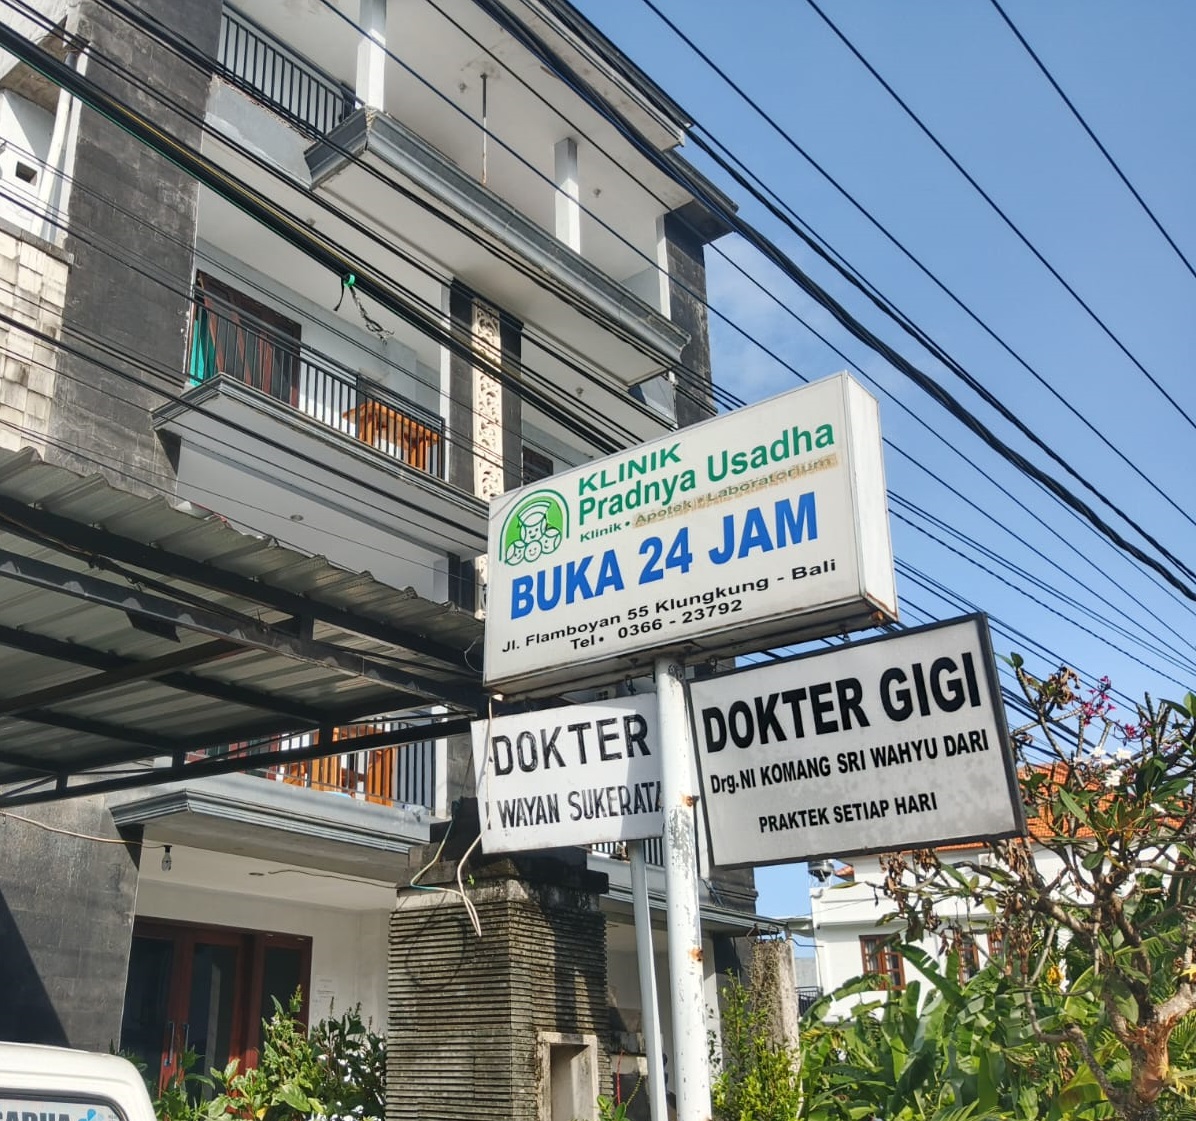 KLINIK
Pradnya Usadha
Klinik • Apotek • Laboratorium
BUKA 24 JAM
Jl. Flamboyan 55 Klungkung - Bali
Tel • 0366 - 23792
DOKTER
WAYAN SUKERATA
DOKTER GIGI
Drg.NI KOMANG SRI WAHYU DARI
PRAKTEK SETIAP HARI